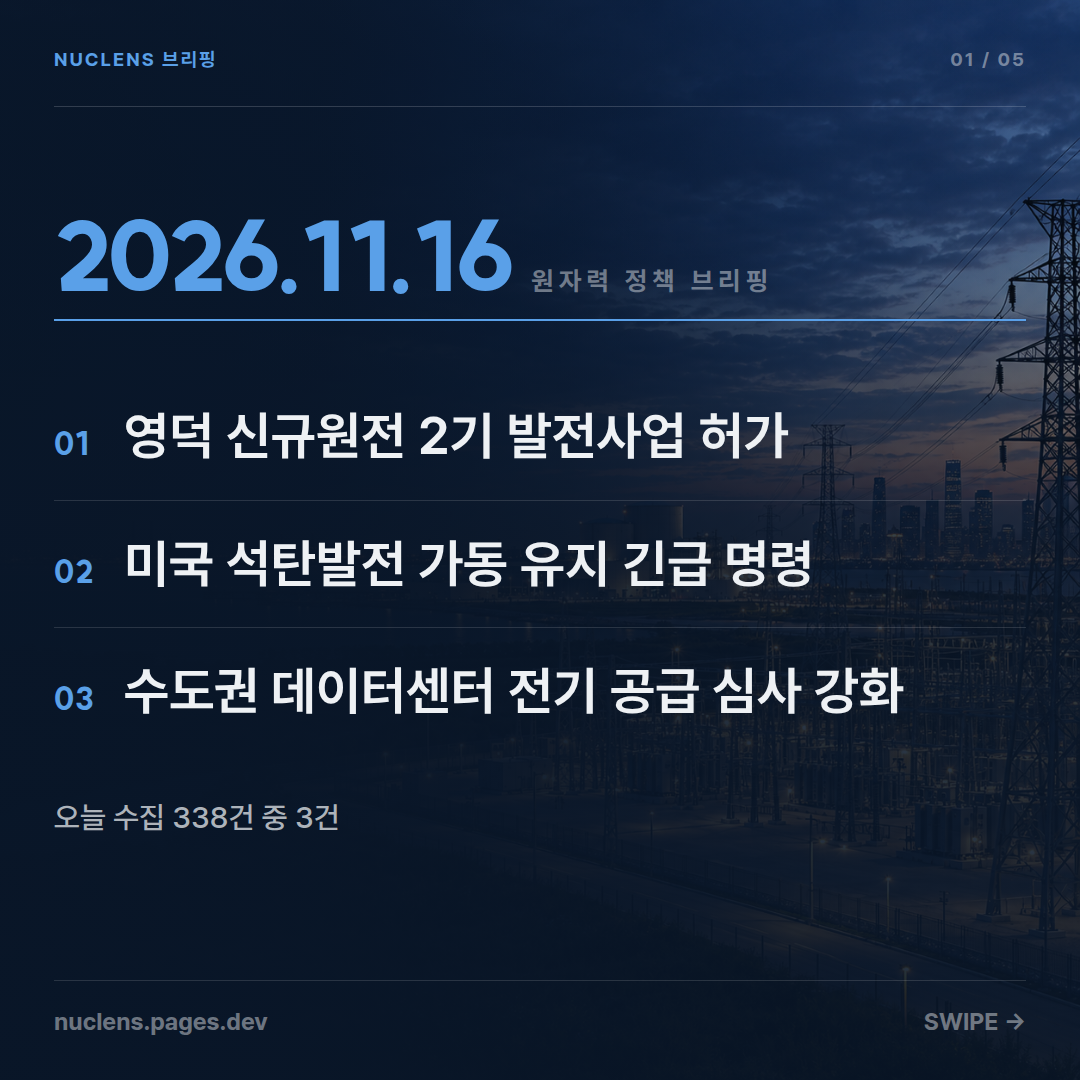 NUCLENS 브리핑
01 / 05
2026.11.16 원자력 정책 브리핑
01 영덕 신규원전 2기 발전사업 허가
02 미국 석탄발전 가동 유지 긴급 명령
03 수도권 데이터센터 전기 공급 심사 강화
오늘 수집 338건 중 3건
nuclens.pages.dev
SWIPE →